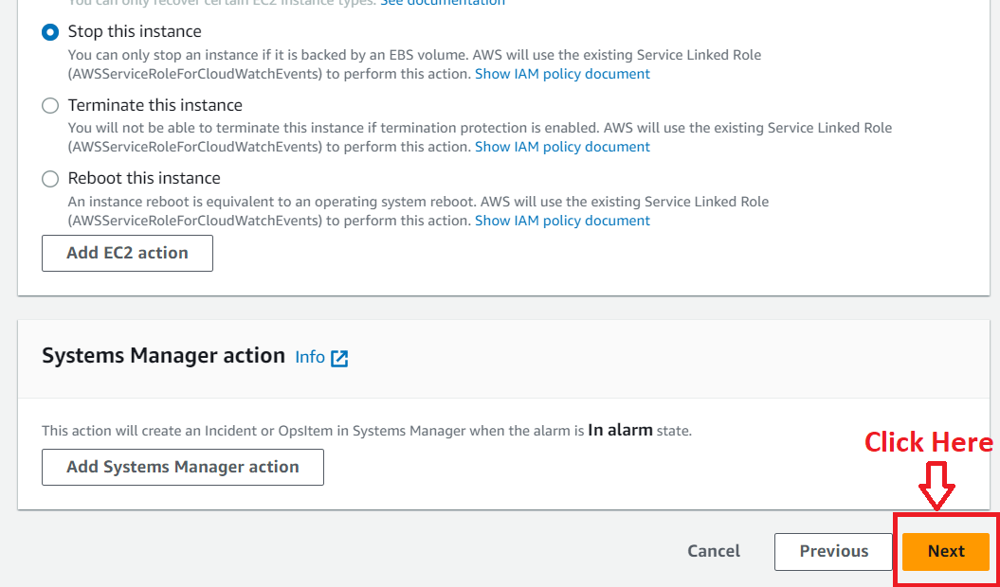 You can only recover certain EC2 instance types. See documentation
Stop this instance
You can only stop an instance if it is backed by an EBS volume. AWS will use the existing Service Linked Role
(AWSServiceRoleForCloudWatchEvents) to perform this action. Show IAM policy document
Terminate this instance
You will not be able to terminate this instance if termination protection is enabled. AWS will use the existing Service Linked Role
(AWSServiceRoleForCloudWatchEvents) to perform this action. Show IAM policy document
Reboot this instance
An instance reboot is equivalent to an operating system reboot. AWS will use the existing Service Linked Role
(AWSServiceRoleForCloudWatchEvents) to perform this action. Show IAM policy document
Add EC2 action
Systems Manager action Info
This action will create an Incident or OpsItem in Systems Manager when the alarm is In alarm state.
Click Here
Add Systems Manager action
Cancel Previous Next